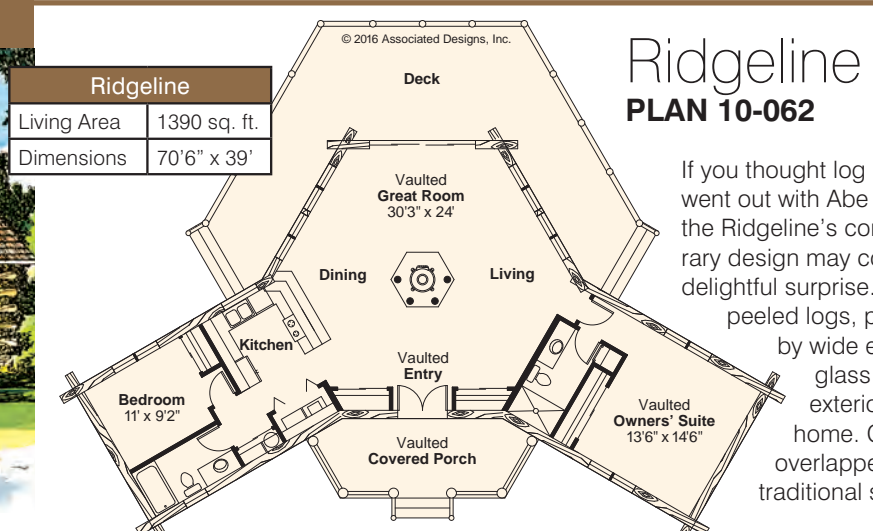 Ridgeline
Living Area 1390 sq. ft.
Dimensions 70'6" x 39'
© 2016 Associated Designs, Inc.
Deck
Vaulted
Great Room
30'3" x 24'
Dining
Living
Kitchen
Vaulted
Entry
Bedroom
11' x 9'2"
Vaulted
Owners' Suite
13'6" x 14'6"
Vaulted
Covered Porch
Ridgeline
PLAN 10-062
If you thought log
went out with Abe
the Ridgeline's con
rary design may co
delightful surprise.
peeled logs, p
by wide e
glass
exterio
home. C
overlappe
traditional s